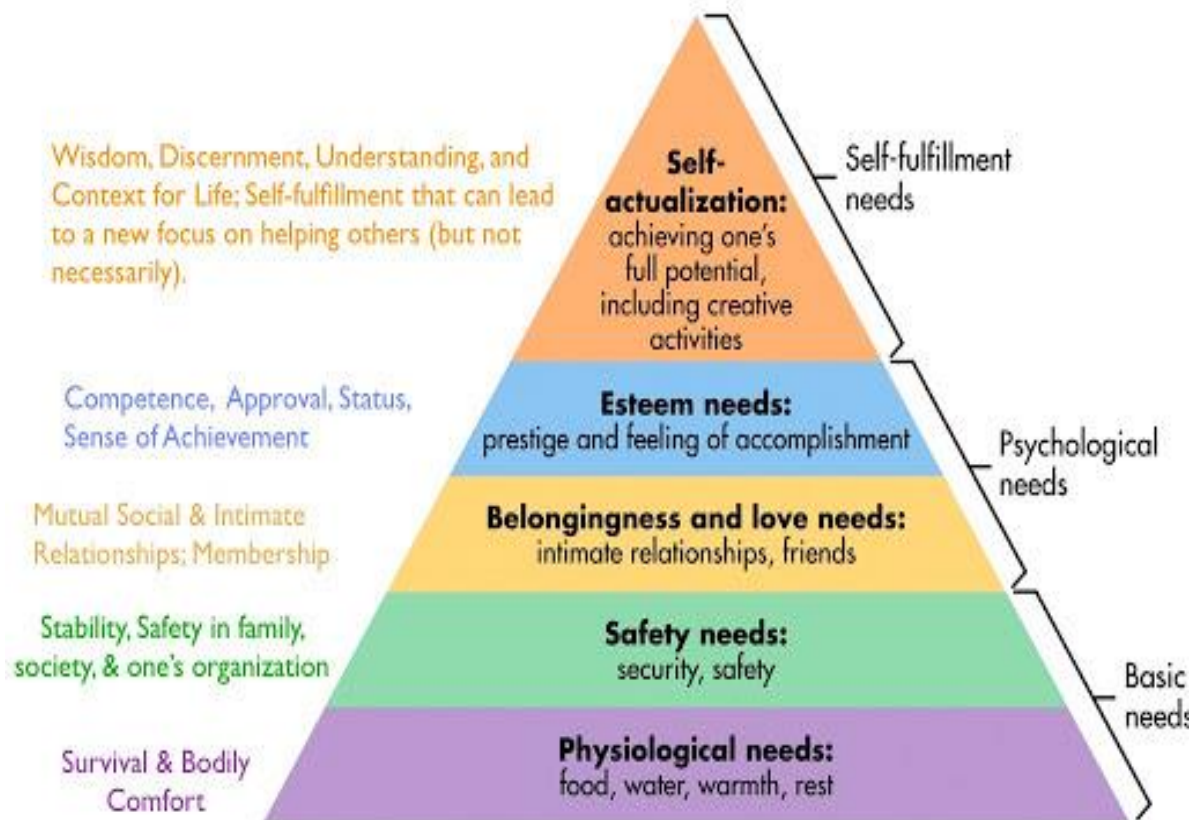 Wisdom, Discernment, Understanding, and
Context for Life; Self-fulfillment that can lead
to a new focus on helping others (but not
necessarily).
Self-
actualization:
achieving one's
full potential,
including creative
activities
Self-fulfillment
needs
Competence, Approval, Status,
Sense of Achievement
Esteem needs:
prestige and feeling of accomplishment
Psychological
needs
Mutual Social & Intimate
Relationships; Membership
Belongingness and love needs:
intimate relationships, friends
Stability, Safety in family,
society, & one's organization
Safety needs:
security, safety
Basic
needs
Survival & Bodily
Comfort
Physiological needs:
food, water, warmth, rest